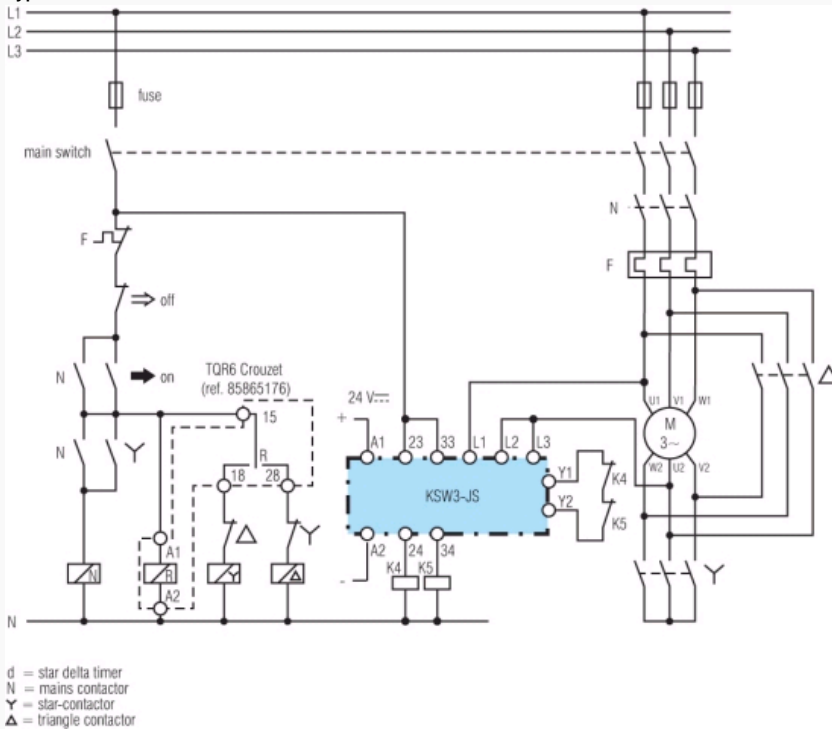 L1
L2
L3
fuse
main switch
N
F
F
off
TQR6 Crouzet
(ref. 85865176)
N
on
24 V
U1 V1 W1
M
3~
W2 U2 V2
15
+
A1 23 33 L1 L2 L3
N
R
18 28
KSW3-JS
Y1
Y2
K4
K5
A1
A2 24 34
K4 K5
N
R
Y
Δ
Y
Δ
Y
Δ
Y
Y
A2
-
N
d = star delta timer
N = mains contactor
Y = star-contactor
Δ = triangle contactor